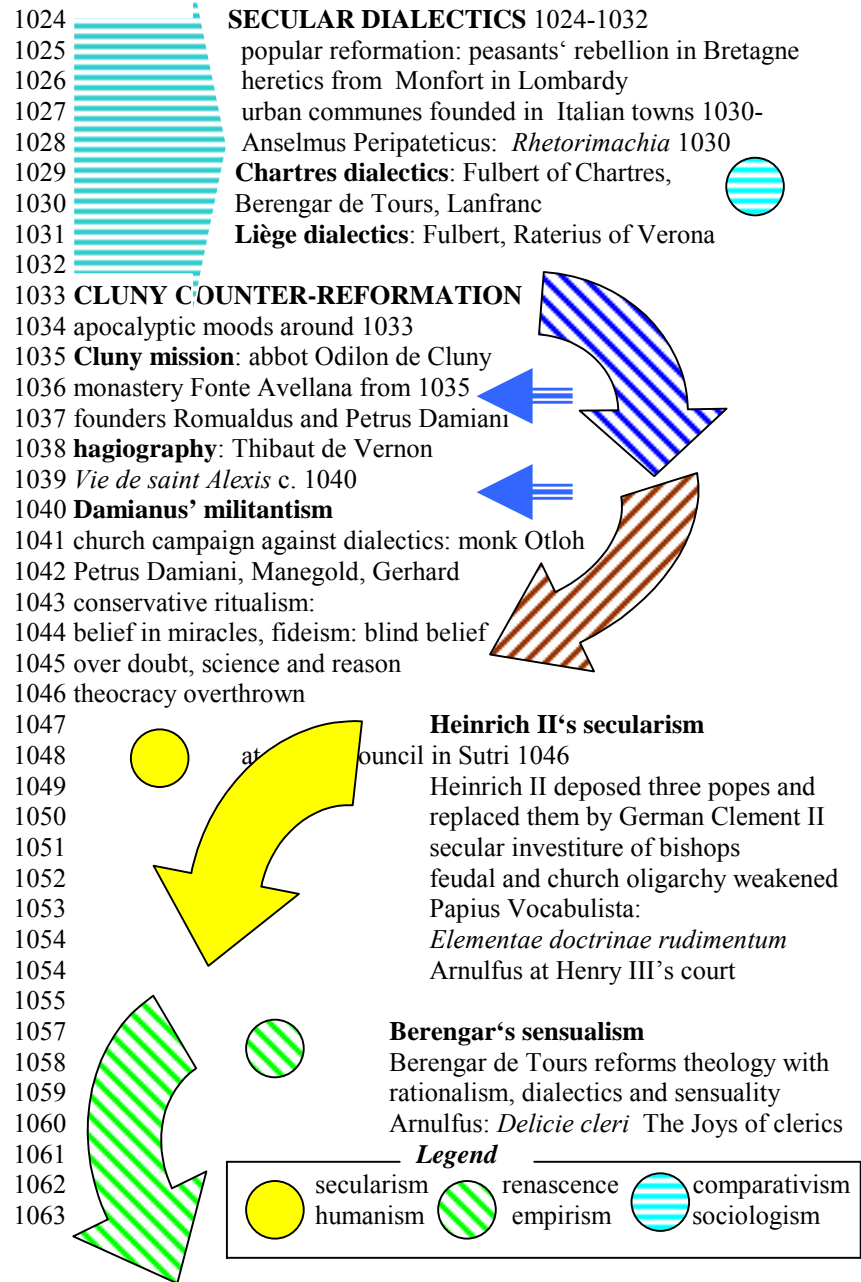 1024 SECULAR DIALECTICS 1024-1032
1025 popular reformation: peasants‘ rebellion in Bretagne
1026 heretics from Monfort in Lombardy
1027 urban communes founded in Italian towns 1030-
1028 Anselmus Peripateticus: Rhetorimachia 1030
1029 Chartres dialectics: Fulbert of Chartres,
1030 Berengar de Tours, Lanfranc
1031 Liège dialectics: Fulbert, Raterius of Verona
1032
1033 CLUNY COUNTER-REFORMATION
1034 apocalyptic moods around 1033
1035 Cluny mission: abbot Odilon de Cluny
1036 monastery Fonte Avellana from 1035
1037 founders Romualdus and Petrus Damiani
1038 hagiography: Thibaut de Vernon
1039 Vie de saint Alexis c. 1040
1040 Damianus’ militantism
1041 church campaign against dialectics: monk Otloh
1042 Petrus Damiani, Manegold, Gerhard
1043 conservative ritualism:
1044 belief in miracles, fideism: blind belief
1045 over doubt, science and reason
1046 theocracy overthrown
1047 Heinrich II‘s secularism
1048 at ouncil in Sutri 1046
1049 Heinrich II deposed three popes and
1050 replaced them by German Clement II
1051 secular investiture of bishops
1052 feudal and church oligarchy weakened
1053 Papius Vocabulista:
1054 Elementae doctrinae rudimentum
1054 Arnulfus at Henry III’s court
1055
1057 Berengar‘s sensualism
1058 Berengar de Tours reforms theology with
1059 rationalism, dialectics and sensuality
1060 Arnulfus: Delicie cleri The Joys of clerics
1061 Legend
1062 secularism renascence comparativism
1063 humanism empirism sociologism